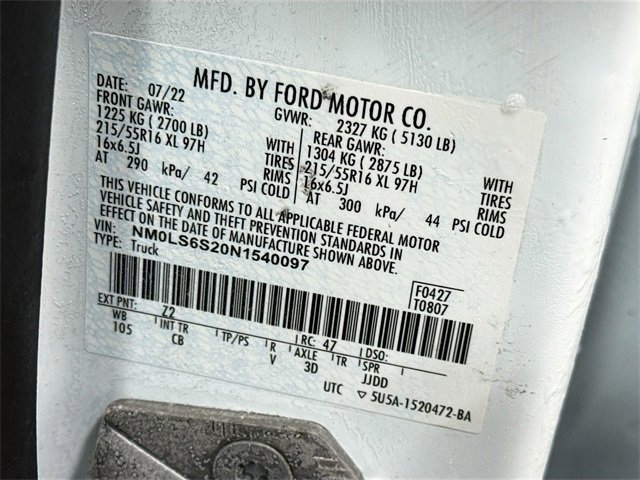 MFD. BY FORD MOTOR CO.
DATE: 07/22 GVWR: 2327 KG ( 5130 LB)
FRONT GAWR: REAR GAWR:
1225 KG ( 2700 LB) WITH 1304 KG ( 2875 LB) WITH
215/55R16 XL 97H TIRES 215/55R16 XL 97H TIRES
16x6.5J RIMS 16x6.5J RIMS
AT 290 kPa/ 42 PSI COLD AT 300 kPa/ 44 PSI COLD
THIS VEHICLE CONFORMS TO ALL APPLICABLE FEDERAL MOTOR
VEHICLE SAFETY AND THEFT PREVENTION STANDARDS IN
EFFECT ON THE DATE OF MANUFACTURE SHOWN ABOVE.
VIN: NM0LS6S20N1540097
TYPE: Truck
F0427
T0807
EXT PNT: Z2 RC: 47 DSO:
WB INT TR TP/PS R AXLE TR SPR
105 CB V 3D JJDD
UTC ▽ 5U5A-1520472-BA